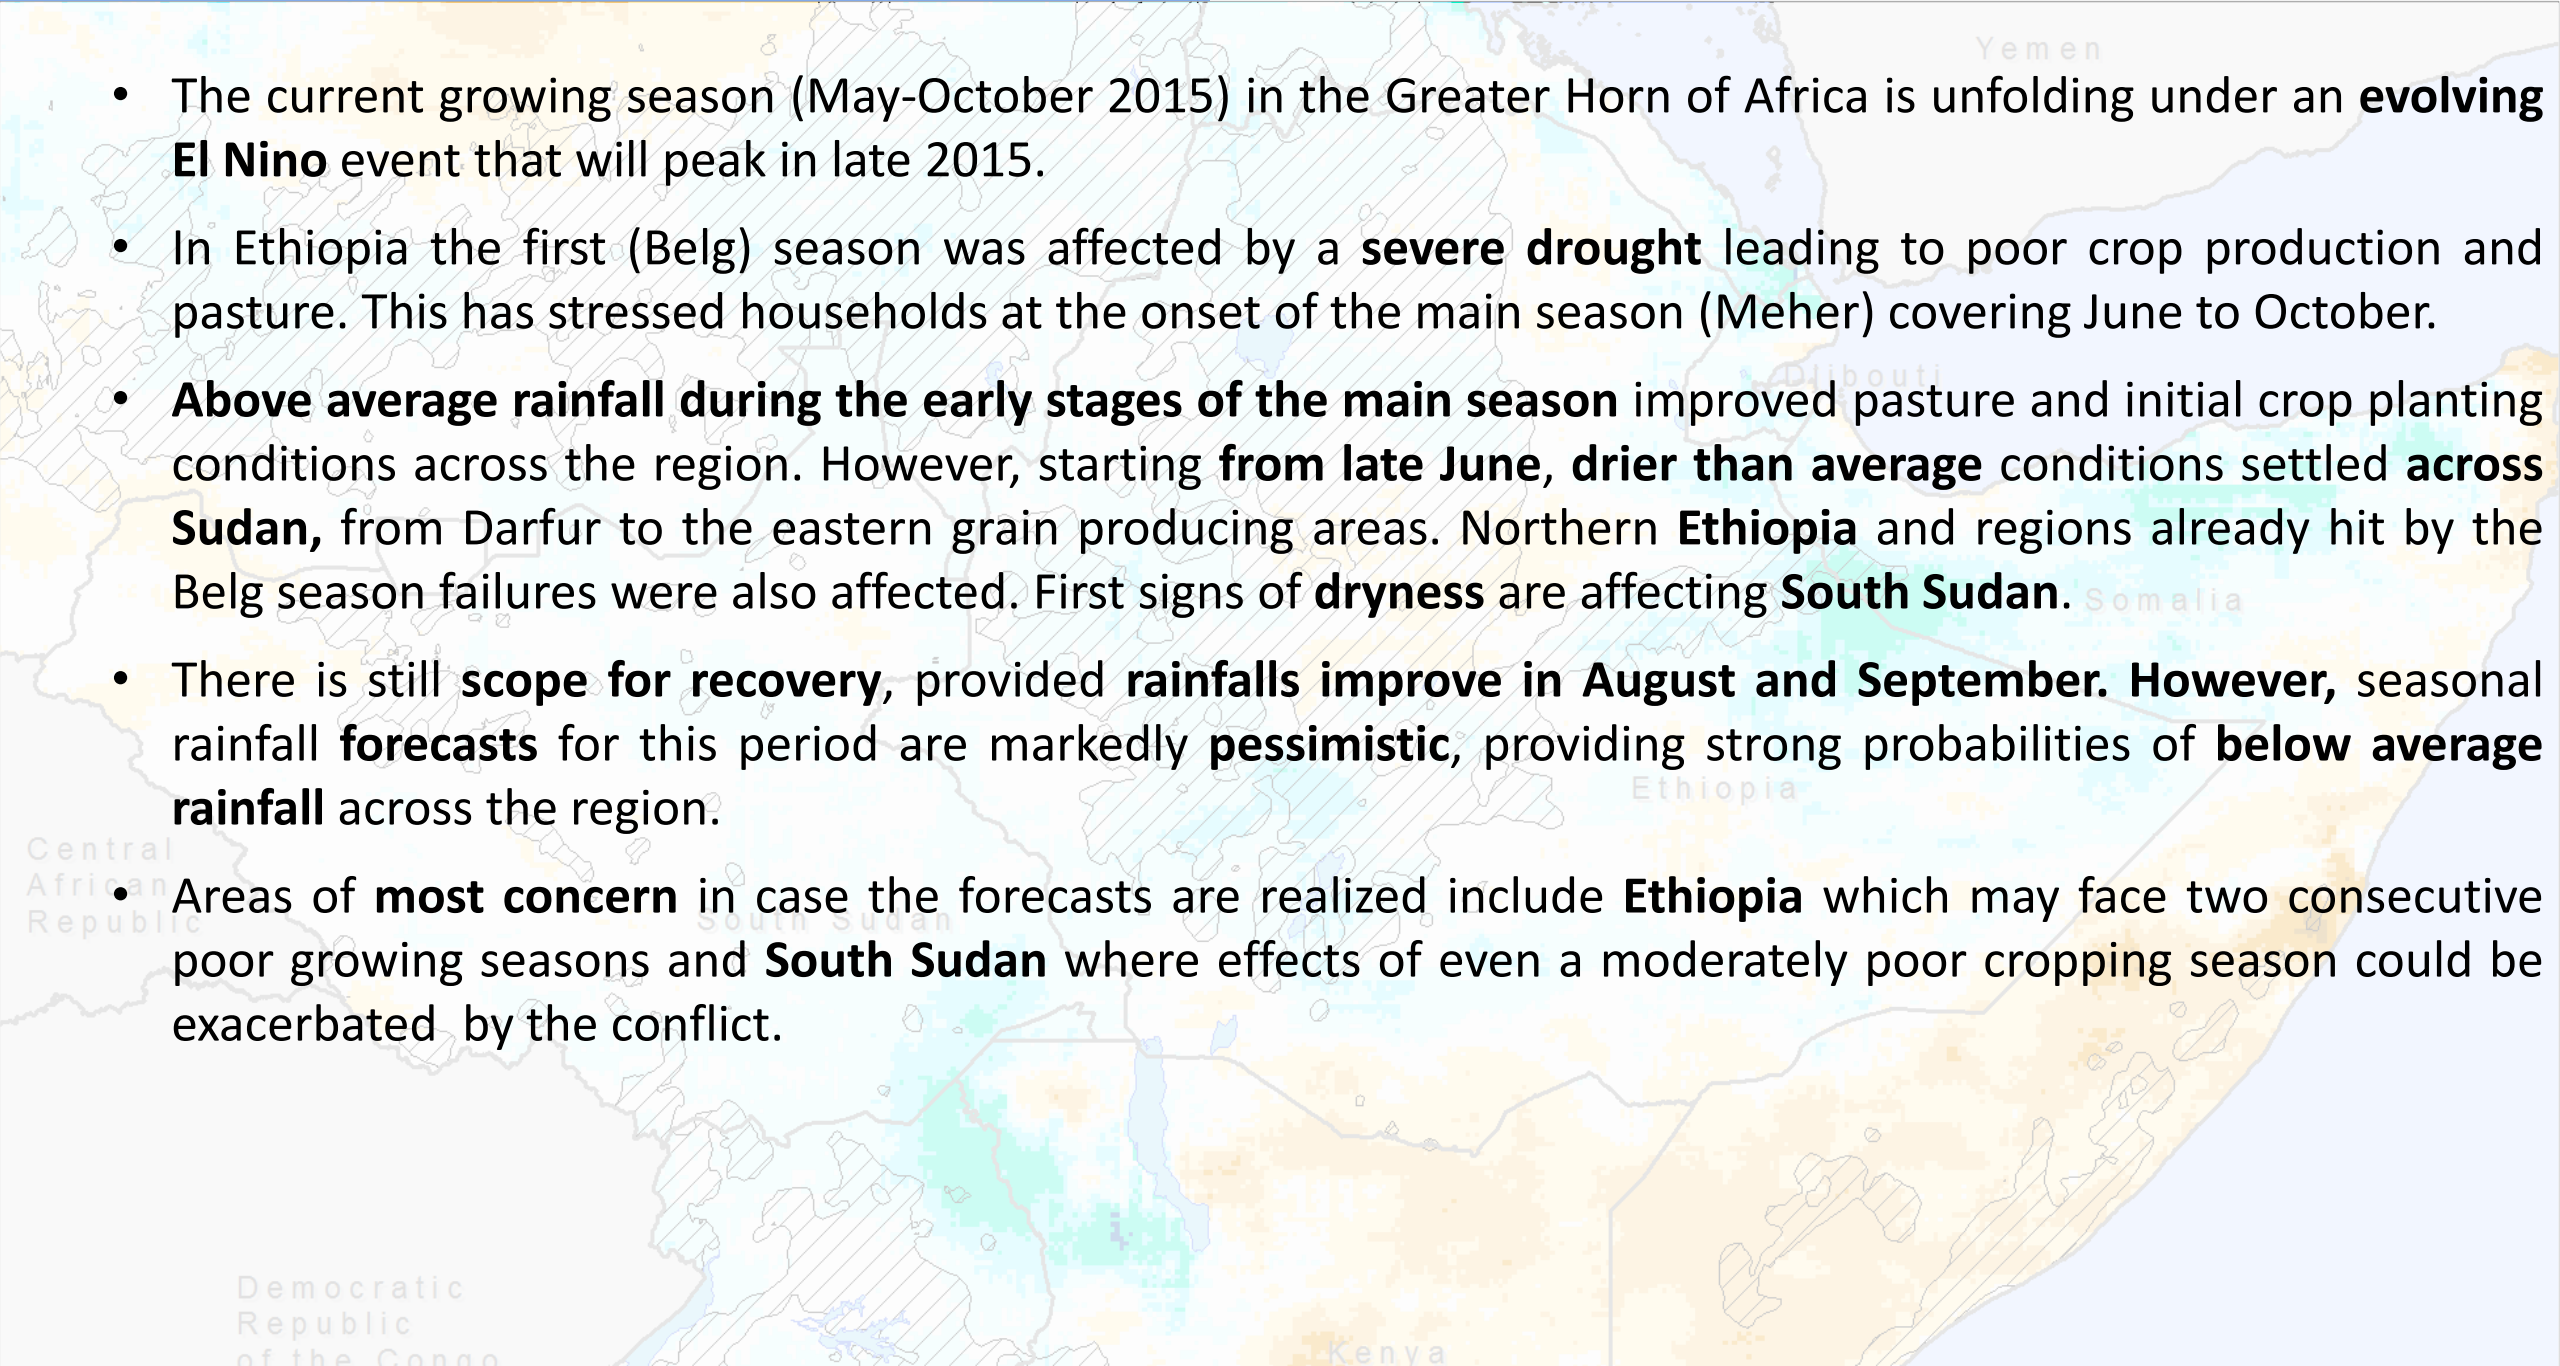 Yemen
• The current growing season (May-October 2015) in the Greater Horn of Africa is unfolding under an evolving
El Nino event that will peak in late 2015.
• In Ethiopia the first (Belg) season was affected by a severe drought leading to poor crop production and
pasture. This has stressed households at the onset of the main season (Meher) covering June to October.
Djibouti
• Above average rainfall during the early stages of the main season improved pasture and initial crop planting
conditions across the region. However, starting from late June, drier than average conditions settled across
Sudan, from Darfur to the eastern grain producing areas. Northern Ethiopia and regions already hit by the
Belg season failures were also affected. First signs of dryness are affecting South Sudan.
Somalia
• There is still scope for recovery, provided rainfalls improve in August and September. However, seasonal
rainfall forecasts for this period are markedly pessimistic, providing strong probabilities of below average
rainfall across the region.
Ethiopia
Central
African
Republic
• Areas of most concern in case the forecasts are realized include Ethiopia which may face two consecutive
poor growing seasons and South Sudan where effects of even a moderately poor cropping season could be
exacerbated  by the conflict.
South Sudan
Democratic
Republic
of the Congo
Kenya